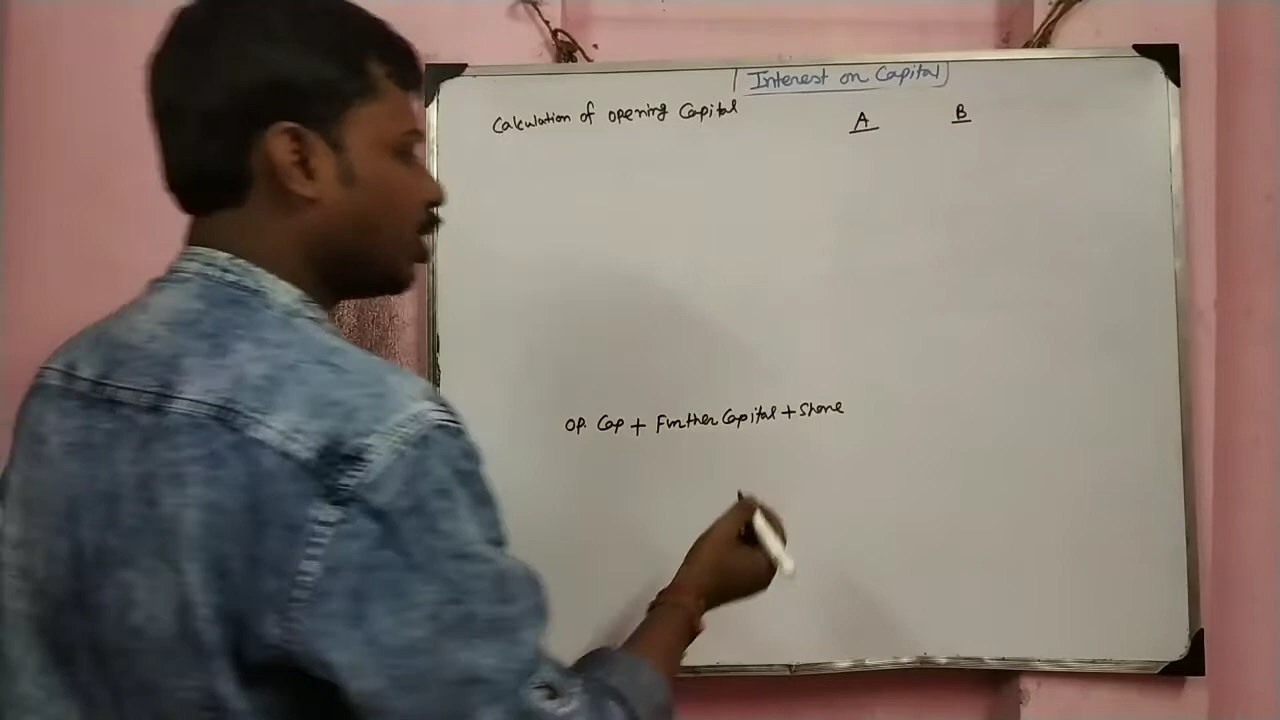 Interest on Capital
Calculation of opening Capital A B
OP. Cap + Further Capital + Share